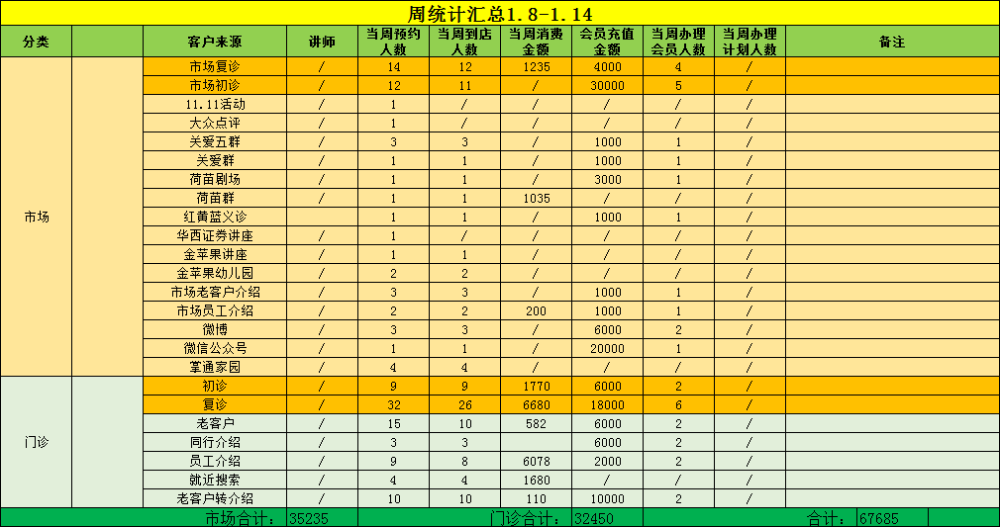 周统计汇总1.8-1.14
分类 客户来源 讲师 当周预约人数 当周到店人数 当周消费金额 会员充值金额 当周办理会员人数 当周办理计划人数 备注
市场
市场复诊 / 14 12 1235 4000 4 /
市场初诊 / 12 11 / 30000 5 /
11.11活动 / 1 / / / / /
大众点评 / 1 / / / / /
关爱五群 / 3 3 / 1000 1 /
关爱群 / 1 1 / 1000 1 /
荷苗剧场 / 1 1 / 3000 1 /
荷苗群 / 1 1 1035 / / /
红黄蓝义诊 1 1 / 1000 1 /
华西证券讲座 / 1 / / / / /
金苹果讲座 / 1 1 / / / /
金苹果幼儿园 / 2 2 / / / /
市场老客户介绍 / 3 3 / 1000 1 /
市场员工介绍 / 2 2 200 1000 1 /
微博 / 3 3 / 6000 2 /
微信公众号 / 1 1 / 20000 1 /
掌通家园 / 4 4 / / / /
门诊
初诊 / 9 9 1770 6000 2 /
复诊 / 32 26 6680 18000 6 /
老客户 / 15 10 582 6000 2 /
同行介绍 / 3 3 6000 2 /
员工介绍 / 9 8 6078 2000 2 /
就近搜索 / 4 4 1680 / / /
老客户转介绍 / 10 10 110 10000 2 /
市场合计: 35235 门诊合计: 32450 合计: 67685